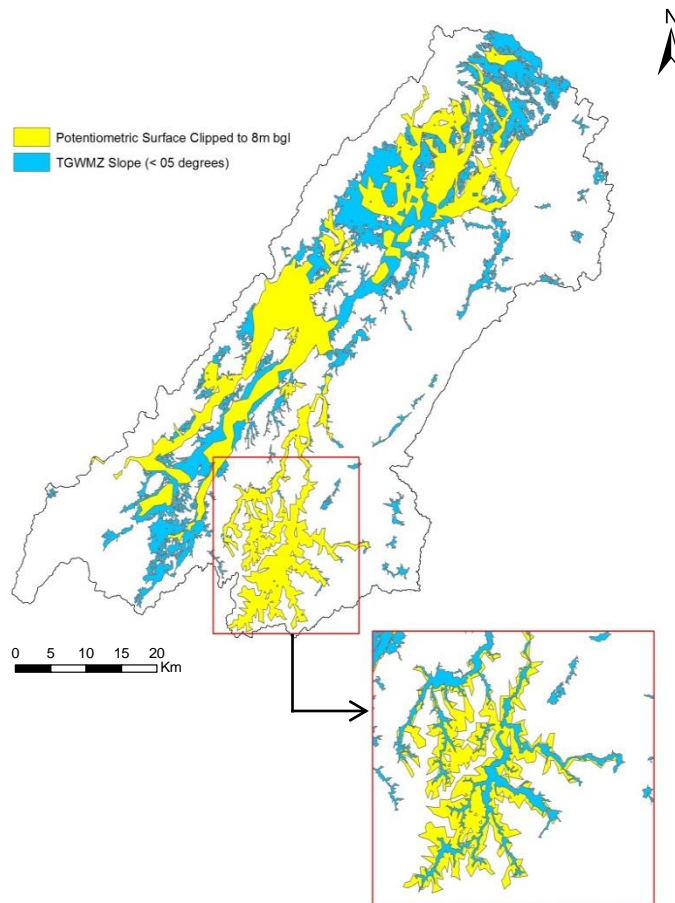 N
Potentiometric Surface Clipped to 8m bgl
TGWMZ Slope (< 05 degrees)
0 5 10 15 20
Km